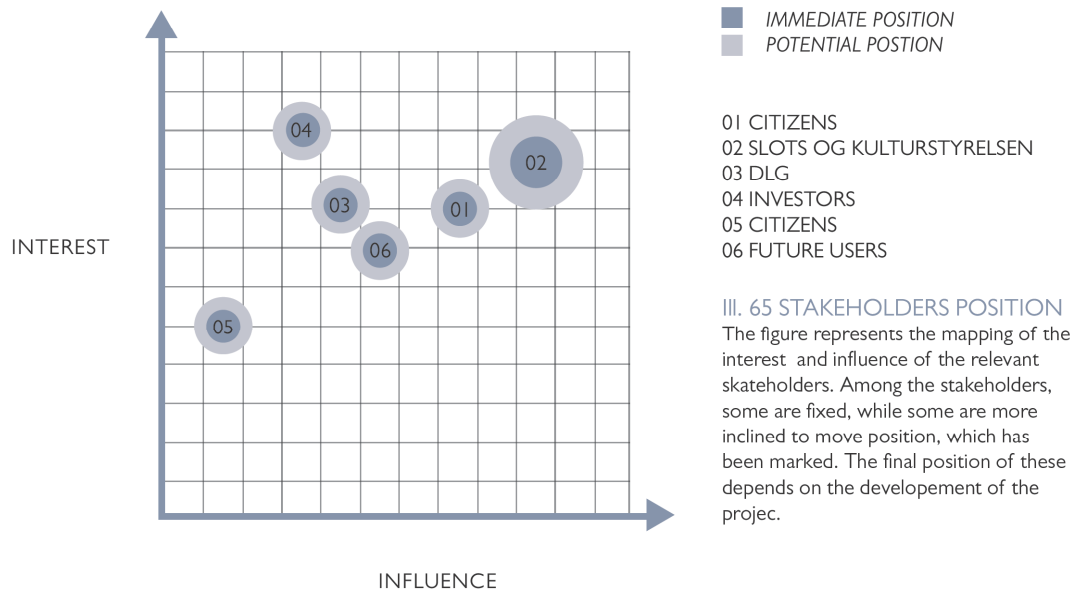 IMMEDIATE POSITION
POTENTIAL POSTION
04
02
03
01
06
05
INTEREST
INFLUENCE
01 CITIZENS
02 SLOTS OG KULTURSTYRELSEN
03 DLG
04 INVESTORS
05 CITIZENS
06 FUTURE USERS
III. 65 STAKEHOLDERS POSITION
The figure represents the mapping of the
interest and influence of the relevant
skateholders. Among the stakeholders,
some are fixed, while some are more
inclined to move position, which has
been marked. The final position of these
depends on the developement of the
projec.